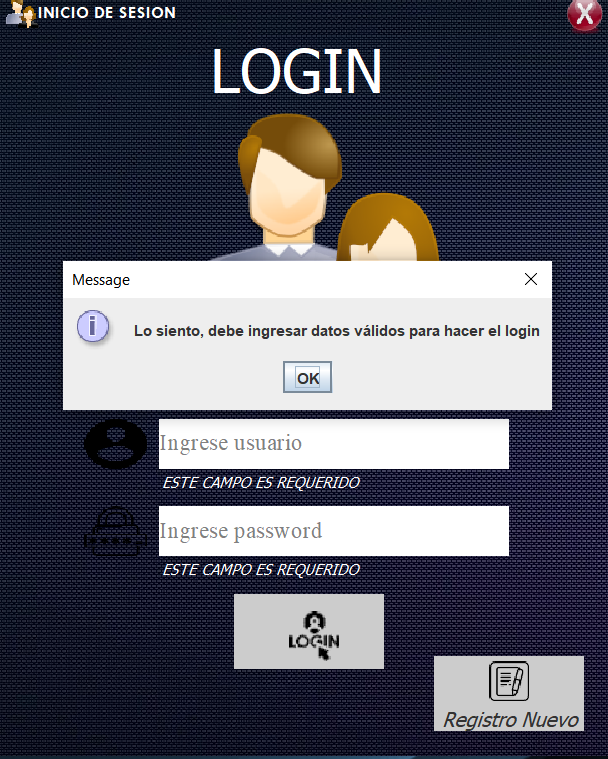 INICIO DE SESION
X
LOGIN
Message
i
Lo siento, debe ingresar datos válidos para hacer el login
OK
Ingrese usuario
ESTE CAMPO ES REQUERIDO
Ingrese password
ESTE CAMPO ES REQUERIDO
LOGIN
Registro Nuevo